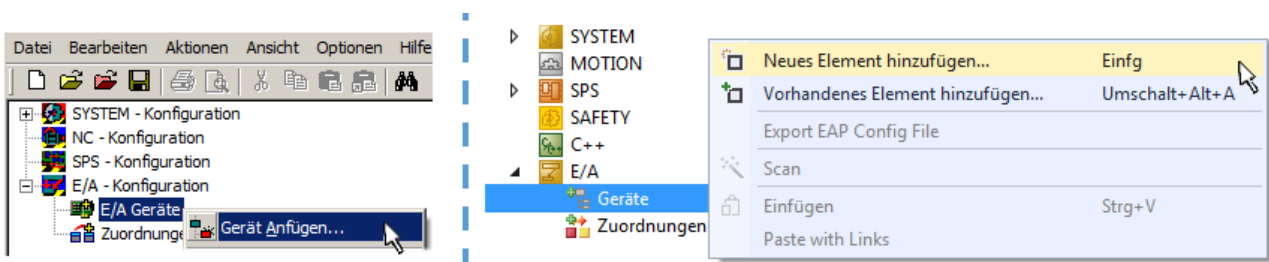 Datei Bearbeiten Aktionen Ansicht Optionen Hilfe
SYSTEM - Konfiguration
NC - Konfiguration
SPS - Konfiguration
E/A - Konfiguration
E/A Geräte
Gerät Anfügen...
Zuordnunge
SYSTEM
MOTION
SPS
SAFETY
C++
E/A
Geräte
Zuordnungen
Neues Element hinzufügen... Einfg
Vorhandenes Element hinzufügen... Umschalt+Alt+A
Export EAP Config File
Scan
Einfügen Strg+V
Paste with Links